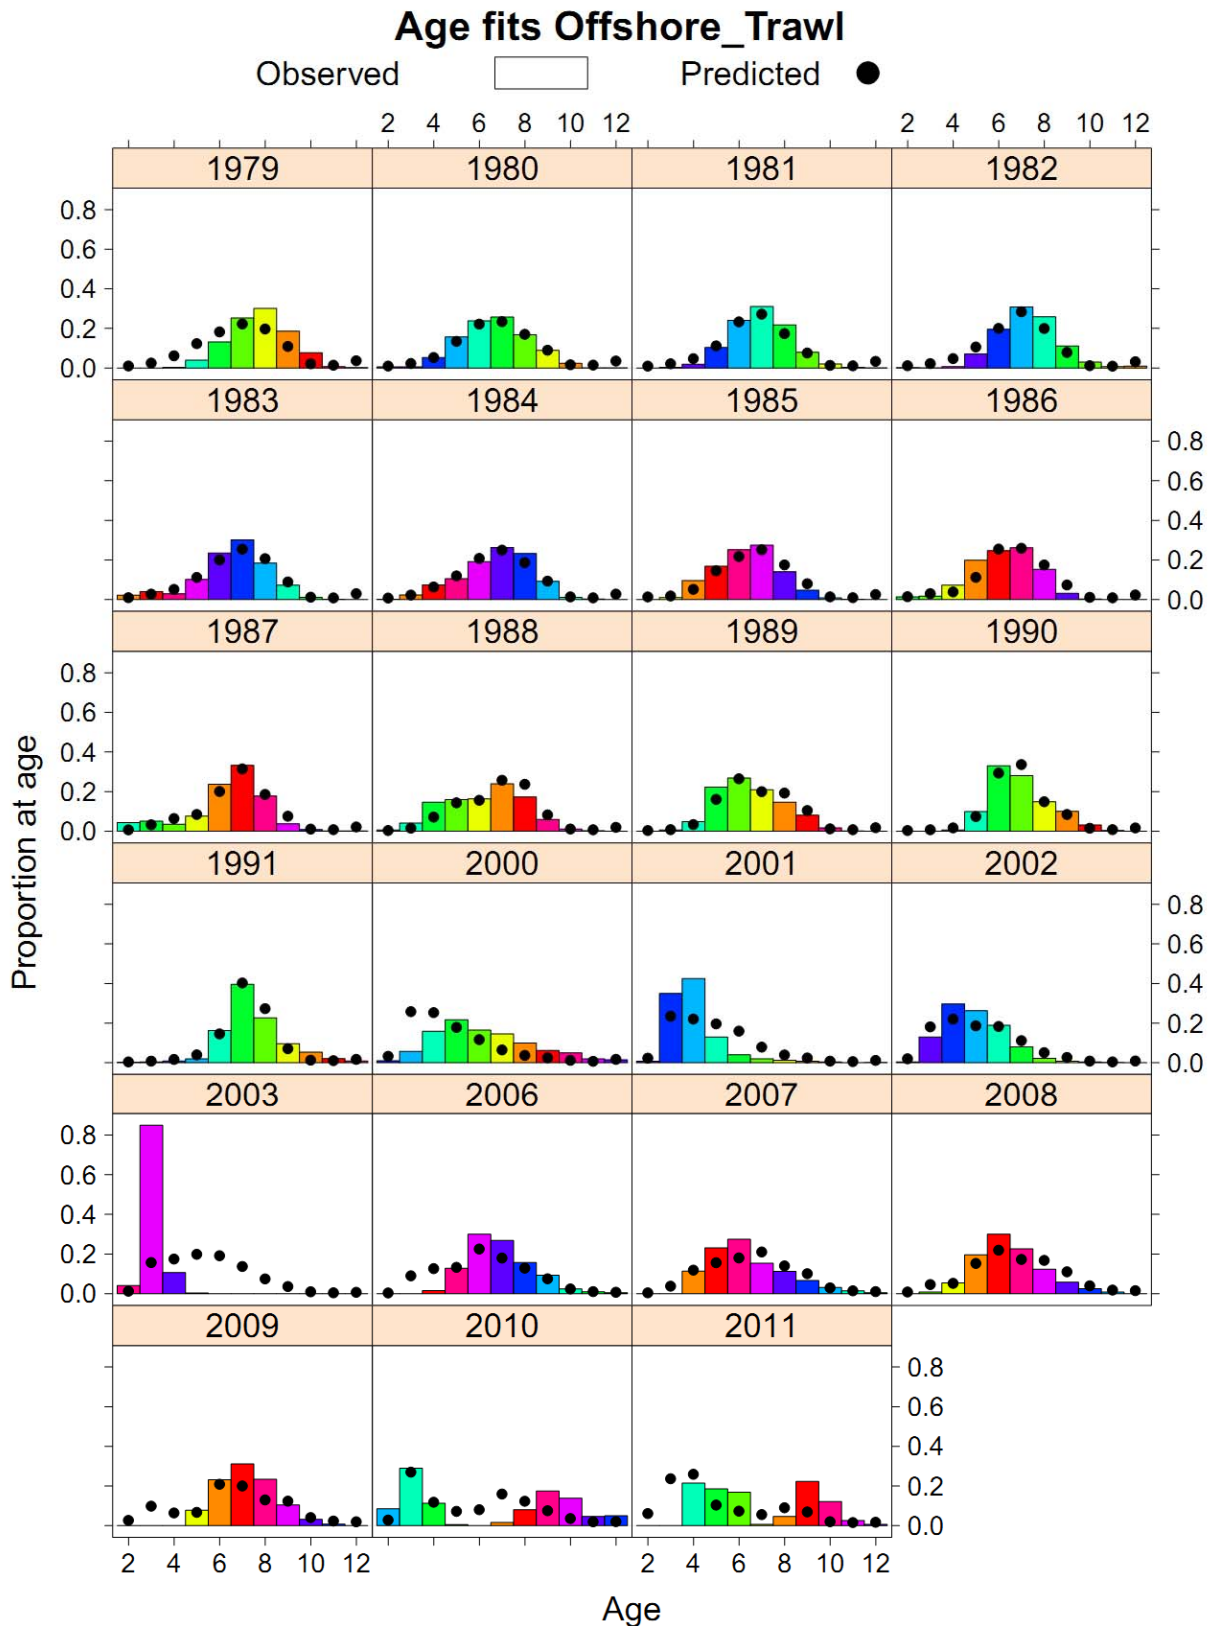 Age fits Offshore_Trawl
Observed Predicted
2 4 6 8 10 12 2 4 6 8 10 12
1979 1980 1981 1982
0.8
0.6
0.4
0.2
0.0
1983 1984 1985 1986
0.8
0.6
0.4
0.2
0.0
1987 1988 1989 1990
0.8
0.6
0.4
0.2
0.0
1991 2000 2001 2002
0.8
0.6
0.4
0.2
0.0
2003 2006 2007 2008
0.8
0.6
0.4
0.2
0.0
2009 2010 2011
0.8
0.6
0.4
0.2
0.0
2 4 6 8 10 12 2 4 6 8 10 12
Age
Proportion at age